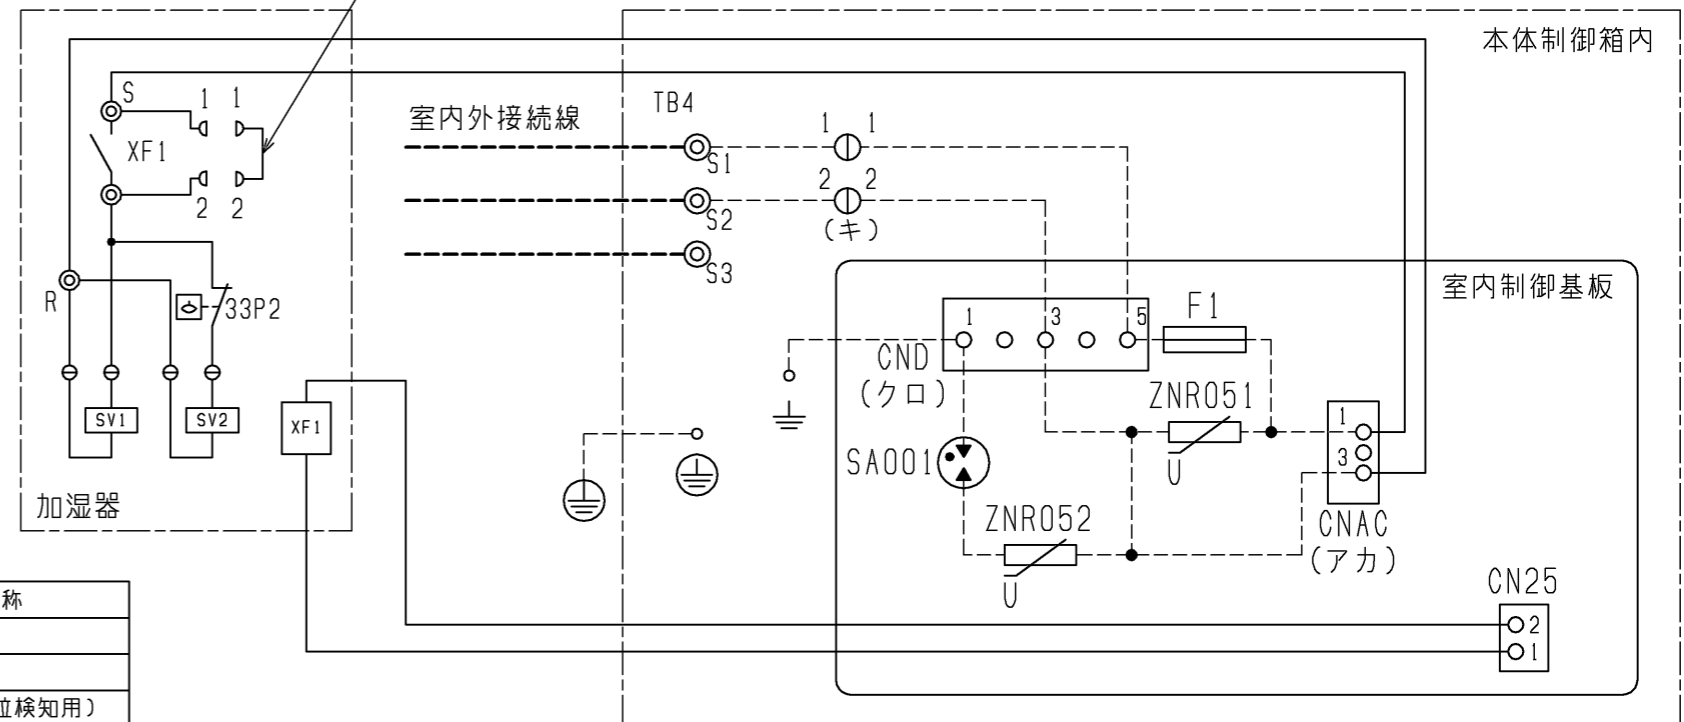 本体制御箱内
S
1 1
XF1
2 2
R
33P2
SV1
SV2
XF1
加湿器
室内外接続線
TB4
S1
S2
S3
1 1
2 2
(キ)
室内制御基板
1
3
5
CND
(クロ)
F1
ZNR051
U
SA001
ZNR052
U
1
3
CNAC
(アカ)
CN25
2
1
称
位検知用)